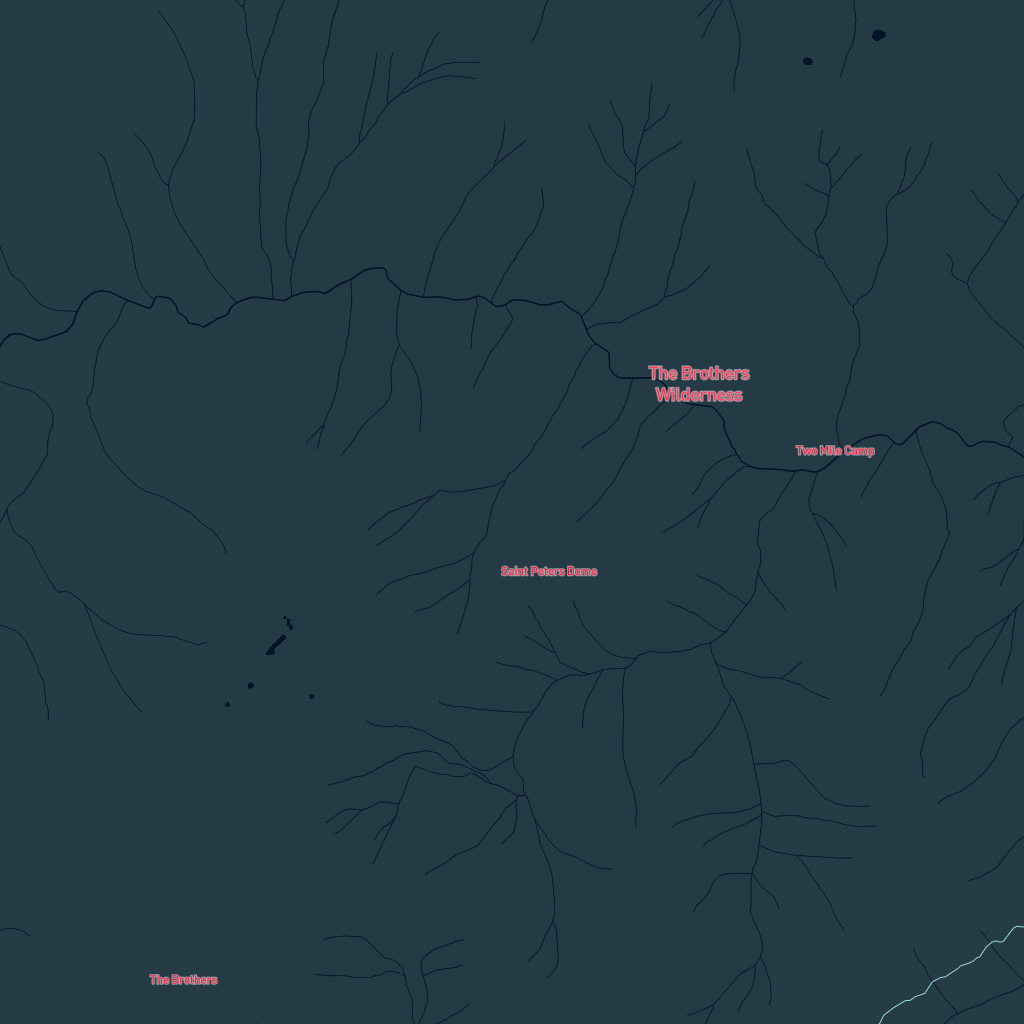 The Brothers
Wilderness
Two Mile Camp
Saint Peters Dome
The Brothers